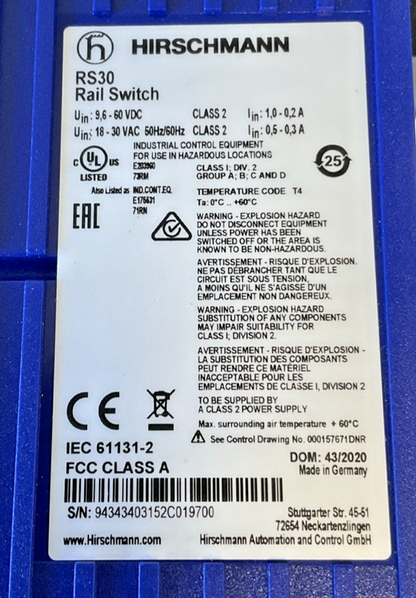 h HIRSCHMANN
RS30
Rail Switch
Uin: 9,6 - 60 VDC CLASS 2 Iin: 1,0 - 0,2 A
Uin: 18 - 30 VAC 50Hz/60Hz CLASS 2 Iin: 0,5 - 0,3 A
INDUSTRIAL CONTROL EQUIPMENT
FOR USE IN HAZARDOUS LOCATIONS
C UL US
LISTED
E203960
73RM
CLASS I; DIV. 2
GROUP A; B; C AND D
25
Also Listed as IND.CONT.EQ.
E175531
71RN
TEMPERATURE CODE T4
Ta: 0°C .. +60°C
EAC
WARNING - EXPLOSION HAZARD
DO NOT DISCONNECT EQUIPMENT
UNLESS POWER HAS BEEN
SWITCHED OFF OR THE AREA IS
KNOWN TO BE NON-HAZARDOUS.
AVERTISSEMENT - RISQUE D'EXPLOSION.
NE PAS DÉBRANCHER TANT QUE LE
CIRCUIT EST SOUS TENSION,
A MOINS QU'IL NE S'AGISSE D'UN
EMPLACEMENT NON DANGEREUX.
WARNING - EXPLOSION HAZARD
SUBSTITUTION OF ANY COMPONENTS
MAY IMPAIR SUITABILITY FOR
CLASS I; DIVISION 2.
AVERTISSEMENT - RISQUE D'EXPLOSION -
LA SUBSTITUTION DES COMPOSANTS
PEUT RENDRE CE MATÉRIEL
INACCEPTABLE POUR LES
EMPLACEMENTS DE CLASSE I, DIVISION 2
TO BE SUPPLIED BY
A CLASS 2 POWER SUPPLY
CE
Max. surrounding air temperature + 60°C
See Control Drawing No. 000157671DNR
IEC 61131-2
FCC CLASS A
DOM: 43/2020
Made in Germany
S/N: 94343403152C019700
Stuttgarter Str. 45-51
72654 Neckartenzlingen
www.Hirschmann.com Hirschmann Automation and Control GmbH